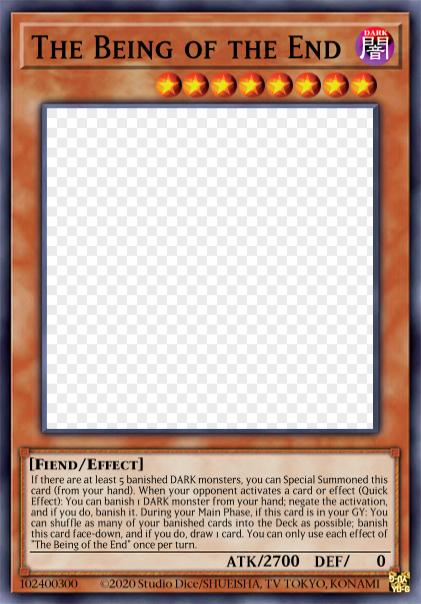 The Being of the End
DARK
闇
[Fiend/Effect]
If there are at least 5 banished DARK monsters, you can Special Summoned this
card (from your hand). When your opponent activates a card or effect (Quick
Effect): You can banish 1 DARK monster from your hand; negate the activation,
and if you do, banish it. During your Main Phase, if this card is in your GY: You
can shuffle as many of your banished cards into the Deck as possible; banish
this card face-down, and if you do, draw 1 card. You can only use each effect of
"The Being of the End" once per turn.
ATK/2700 DEF/ 0
102400300 ©2020 Studio Dice/SHUEISHA, TV TOKYO, KONAMI